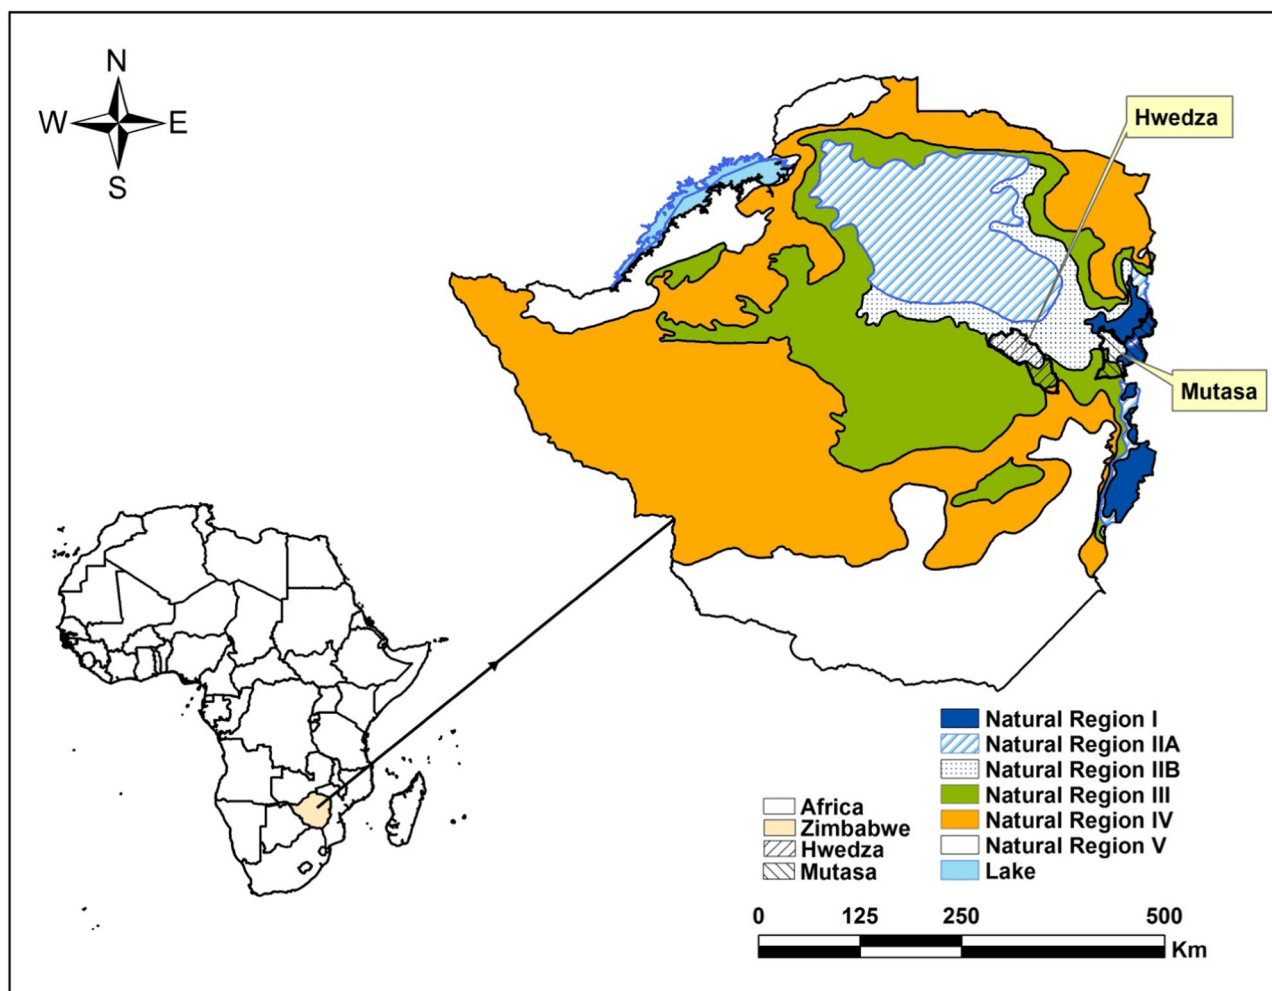 N
W E
S
Hwedza
Mutasa
Natural Region I
Natural Region IIA
Natural Region IIB
Natural Region III
Natural Region IV
Natural Region V
Lake
Africa
Zimbabwe
Hwedza
Mutasa
0 125 250 500
Km